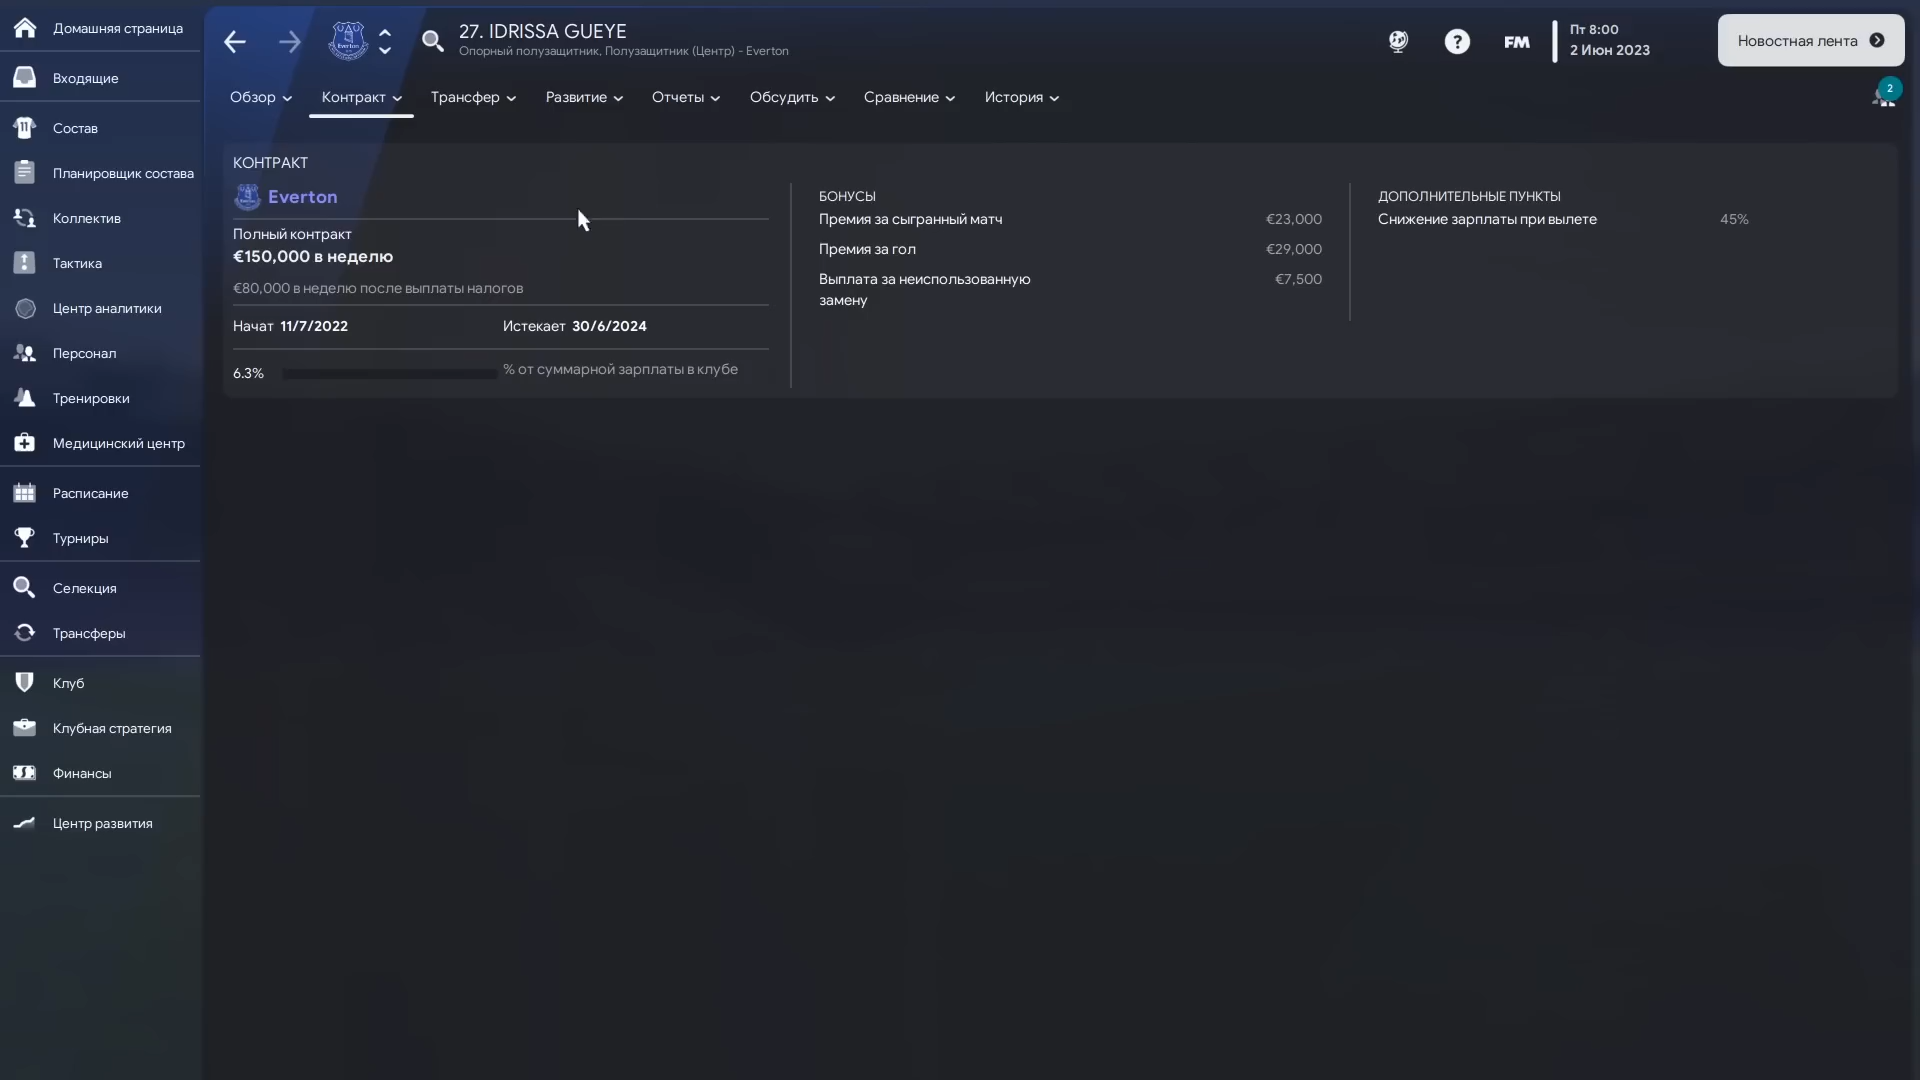 Домашняя страница
Входящие
Состав
Планировщик состава
Коллектив
Тактика
Центр аналитики
Персонал
Тренировки
Медицинский центр
Расписание
Турниры
Селекция
Трансферы
Клуб
Клубная стратегия
Финансы
Центр развития
27. IDRISSA GUEYE
Опорный полузащитник, Полузащитник (Центр) - Everton
?
FM
Пт 8:00
2 Июн 2023
Новостная лента
Обзор Контракт Трансфер Развитие Отчеты Обсудить Сравнение История
2
КОНТРАКТ
Everton
Полный контракт
€150,000 в неделю
€80,000 в неделю после выплаты налогов
Начат 11/7/2022 Истекает 30/6/2024
6.3% % от суммарной зарплаты в клубе
БОНУСЫ
Премия за сыгранный матч €23,000
Премия за гол €29,000
Выплата за неиспользованную €7,500
замену
ДОПОЛНИТЕЛЬНЫЕ ПУНКТЫ
Снижение зарплаты при вылете 45%